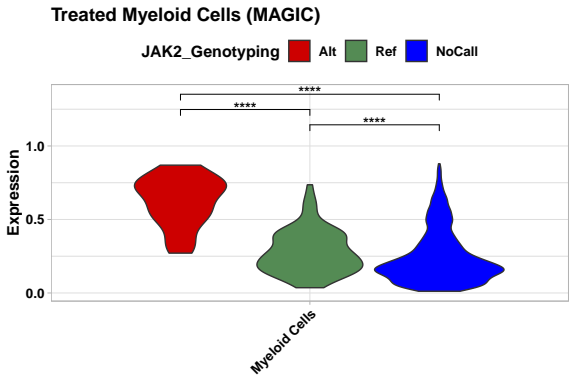 Treated Myeloid Cells (MAGIC)
JAK2_Genotyping Alt Ref NoCall
****
****
****
1.0
0.5
0.0
Expression
Myeloid Cells